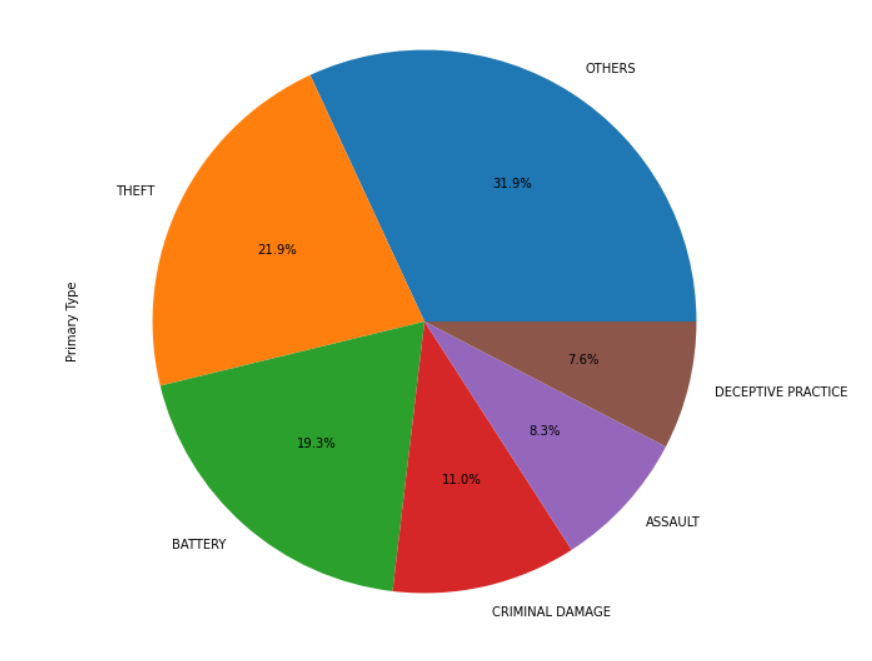 OTHERS
31.9%
THEFT
21.9%
Primary Type
7.6%
DECEPTIVE PRACTICE
8.3%
19.3%
11.0%
ASSAULT
BATTERY
CRIMINAL DAMAGE